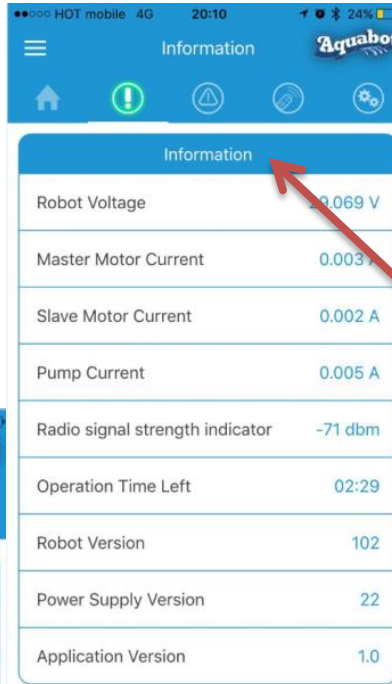 HOT mobile 4G 20:10 24%
Information
Aquabot
Information
Robot Voltage 29.069 V
Master Motor Current 0.003 A
Slave Motor Current 0.002 A
Pump Current 0.005 A
Radio signal strength indicator -71 dbm
Operation Time Left 02:29
Robot Version 102
Power Supply Version 22
Application Version 1.0